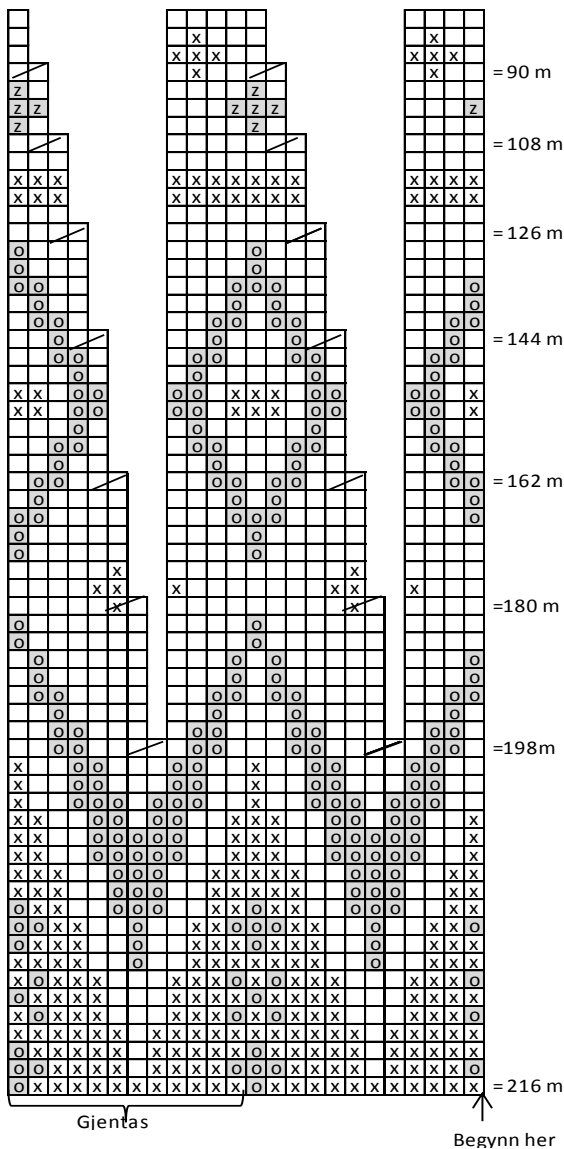 = 90 m
= 108 m
= 126 m
= 144 m
= 162 m
=180 m
=198m
= 216 m
Gjentas
Begynn her